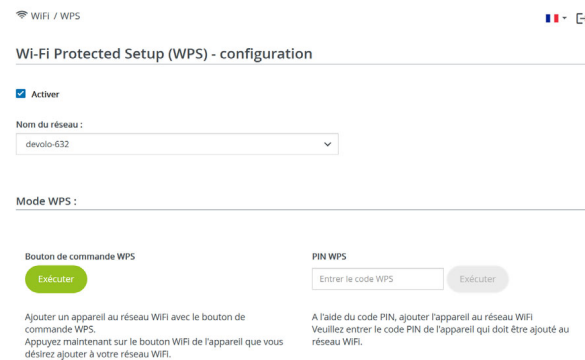 WiFi / WPS
Wi-Fi Protected Setup (WPS) - configuration
Activer
Nom du réseau :
devolo-632
Mode WPS :
Bouton de commande WPS
Exécuter
Ajouter un appareil au réseau WiFi avec le bouton de
commande WPS.
Appuyez maintenant sur le bouton WiFi de l'appareil que vous
désirez ajouter à votre réseau WiFi.
PIN WPS
Entrer le code WPS
Exécuter
A l'aide du code PIN, ajouter l'appareil au réseau WiFi
Veuillez entrer le code PIN de l'appareil qui doit être ajouté au
réseau WiFi.